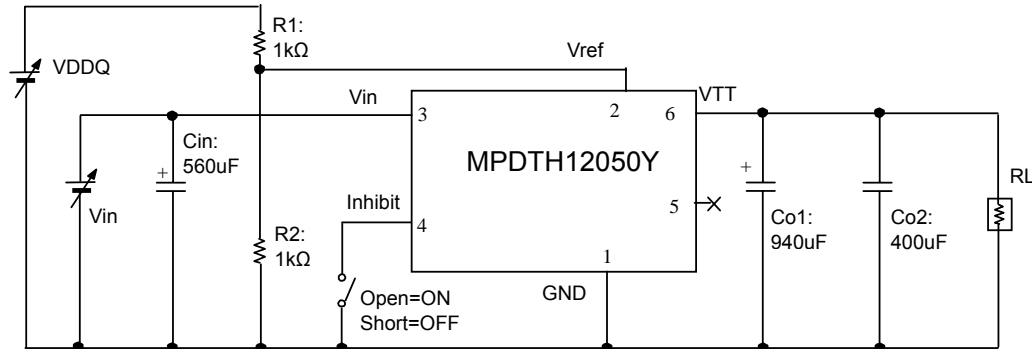 R1:
1kΩ
VDDQ
Vref
Vin
VTT
3
2
6
Cin:
560uF
+
MPDTH12050Y
+
RL
Vin
Inhibit
4
5
R2:
1kΩ
Co1:
940uF
Co2:
400uF
1
GND
Open=ON
Short=OFF